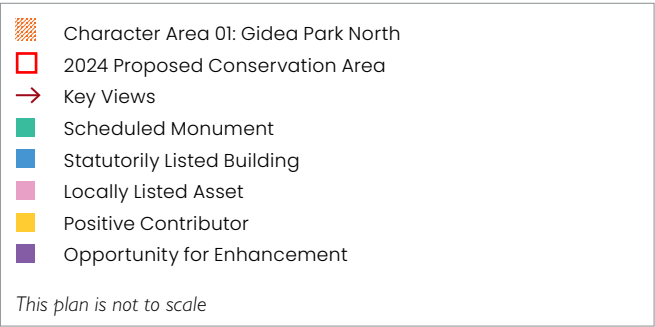 Character Area 01: Gidea Park North
2024 Proposed Conservation Area
Key Views
Scheduled Monument
Statutorily Listed Building
Locally Listed Asset
Positive Contributor
Opportunity for Enhancement
This plan is not to scale